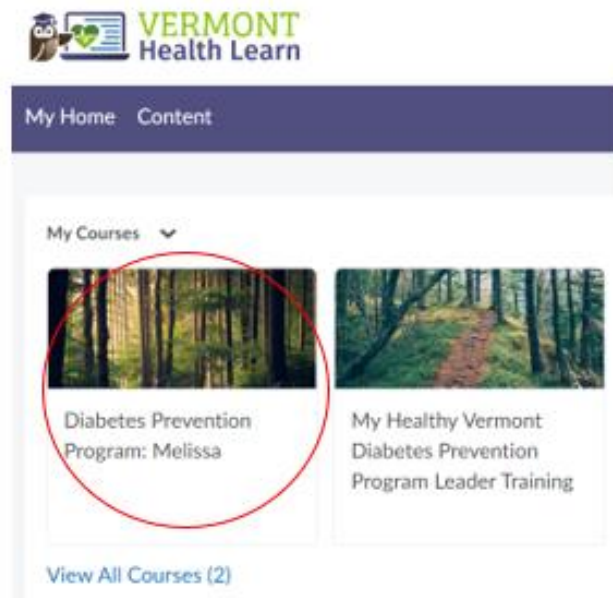 VERMONT
Health Learn
My Home Content
My Courses
Diabetes Prevention
Program: Melissa
My Healthy Vermont
Diabetes Prevention
Program Leader Training
View All Courses (2)